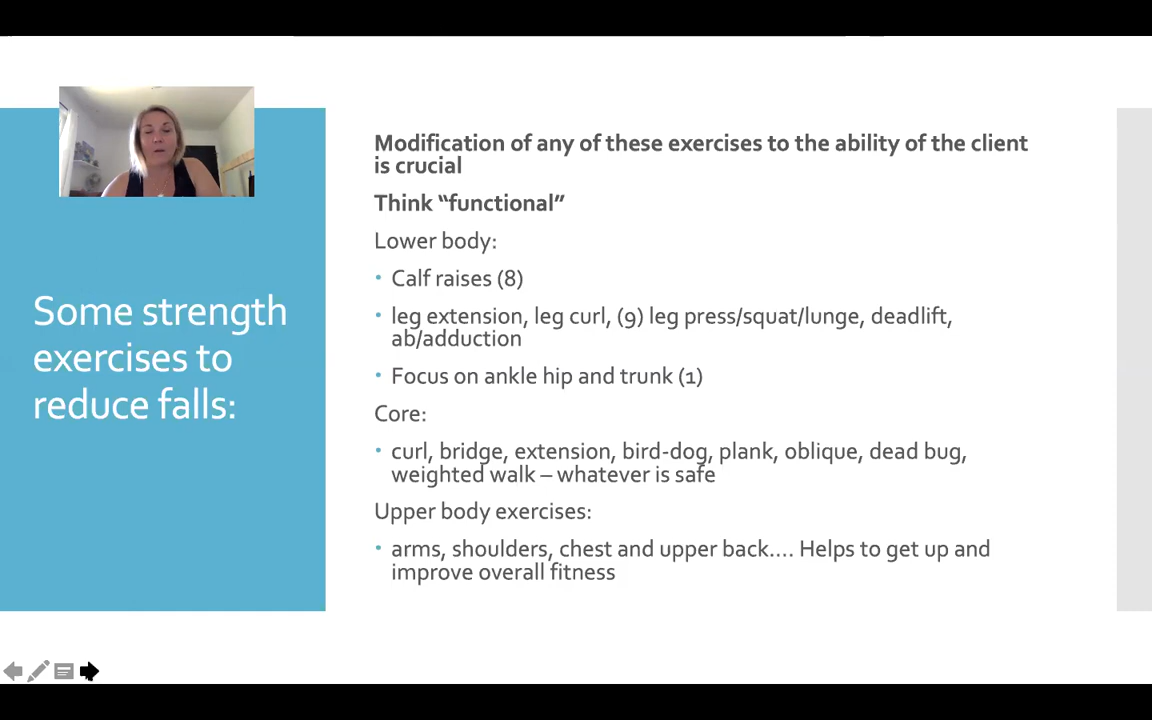 Some strength
exercises to
reduce falls:
Modification of any of these exercises to the ability of the client
is crucial
Think “functional”
Lower body:
• Calf raises (8)
• leg extension, leg curl, (9) leg press/squat/lunge, deadlift,
ab/adduction
• Focus on ankle hip and trunk (1)
Core:
• curl, bridge, extension, bird-dog, plank, oblique, dead bug,
weighted walk – whatever is safe
Upper body exercises:
• arms, shoulders, chest and upper back.... Helps to get up and
improve overall fitness